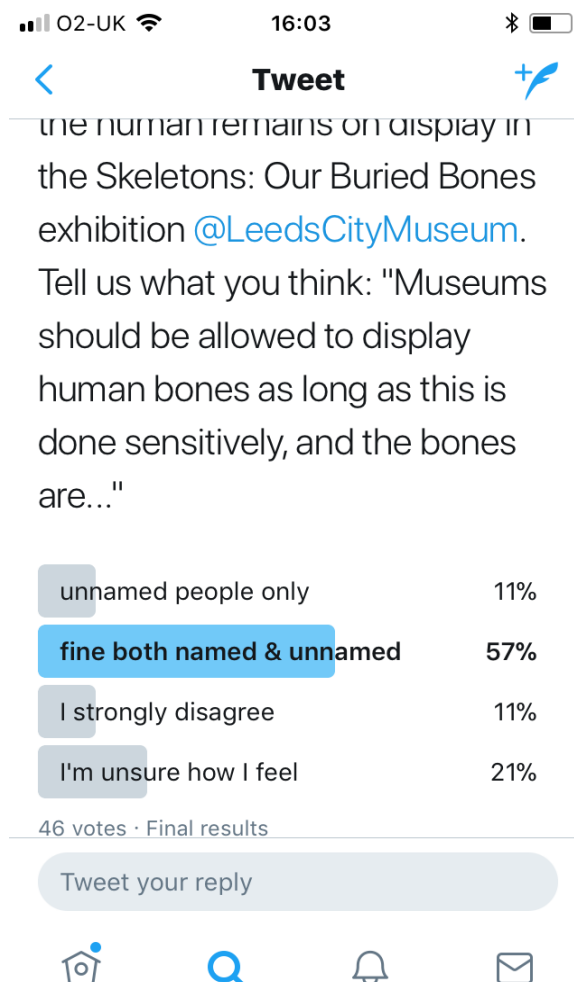 O2-UK 16:03
Tweet
the human remains on display in
the Skeletons: Our Buried Bones
exhibition @LeedsCityMuseum.
Tell us what you think: "Museums
should be allowed to display
human bones as long as this is
done sensitively, and the bones
are..."
unnamed people only 11%
fine both named & unnamed 57%
I strongly disagree 11%
I'm unsure how I feel 21%
46 votes · Final results
Tweet your reply